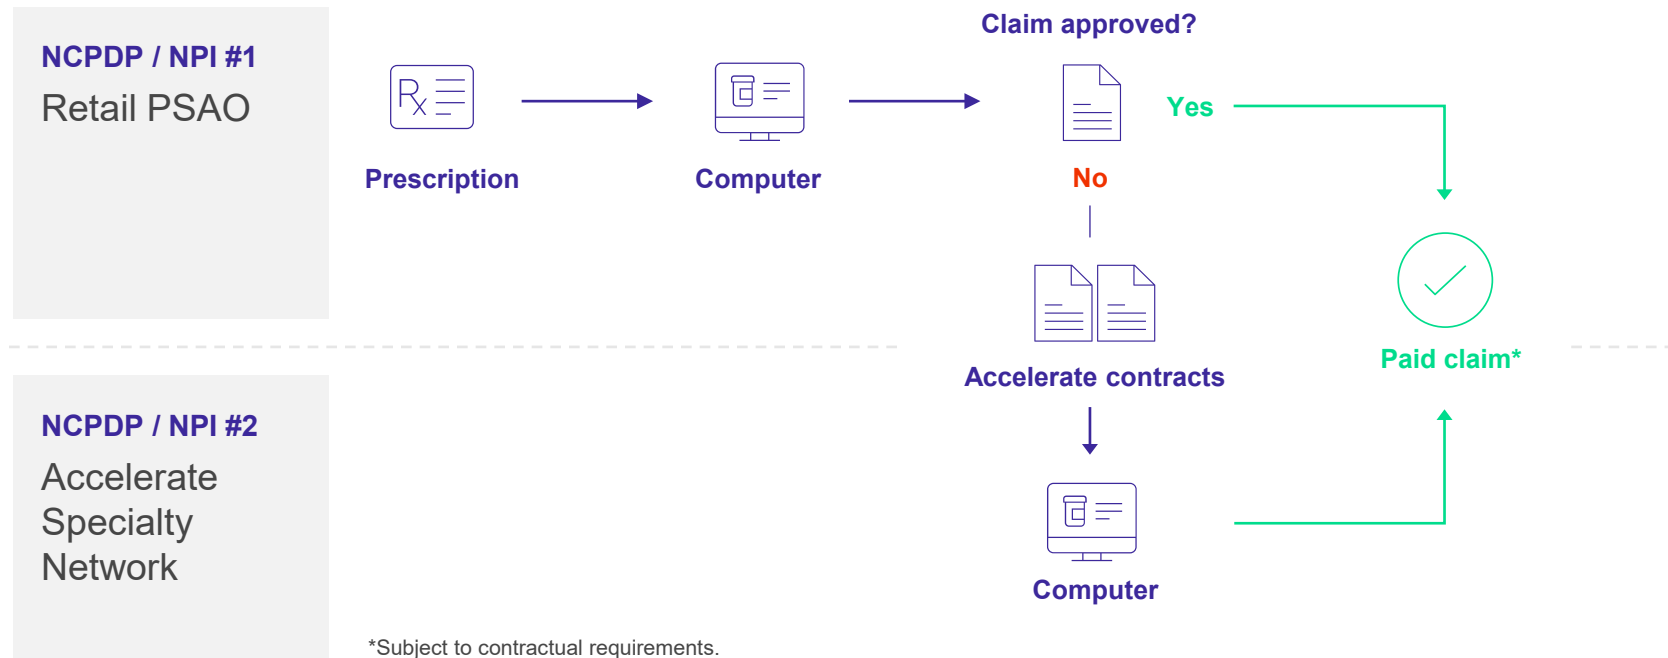 NCPDP / NPI #1
Retail PSAO
Claim approved?
Rx
Yes
Prescription
Computer
No
Paid claim*
Accelerate contracts
NCPDP / NPI #2
Accelerate
Specialty
Network
Computer
*Subject to contractual requirements.